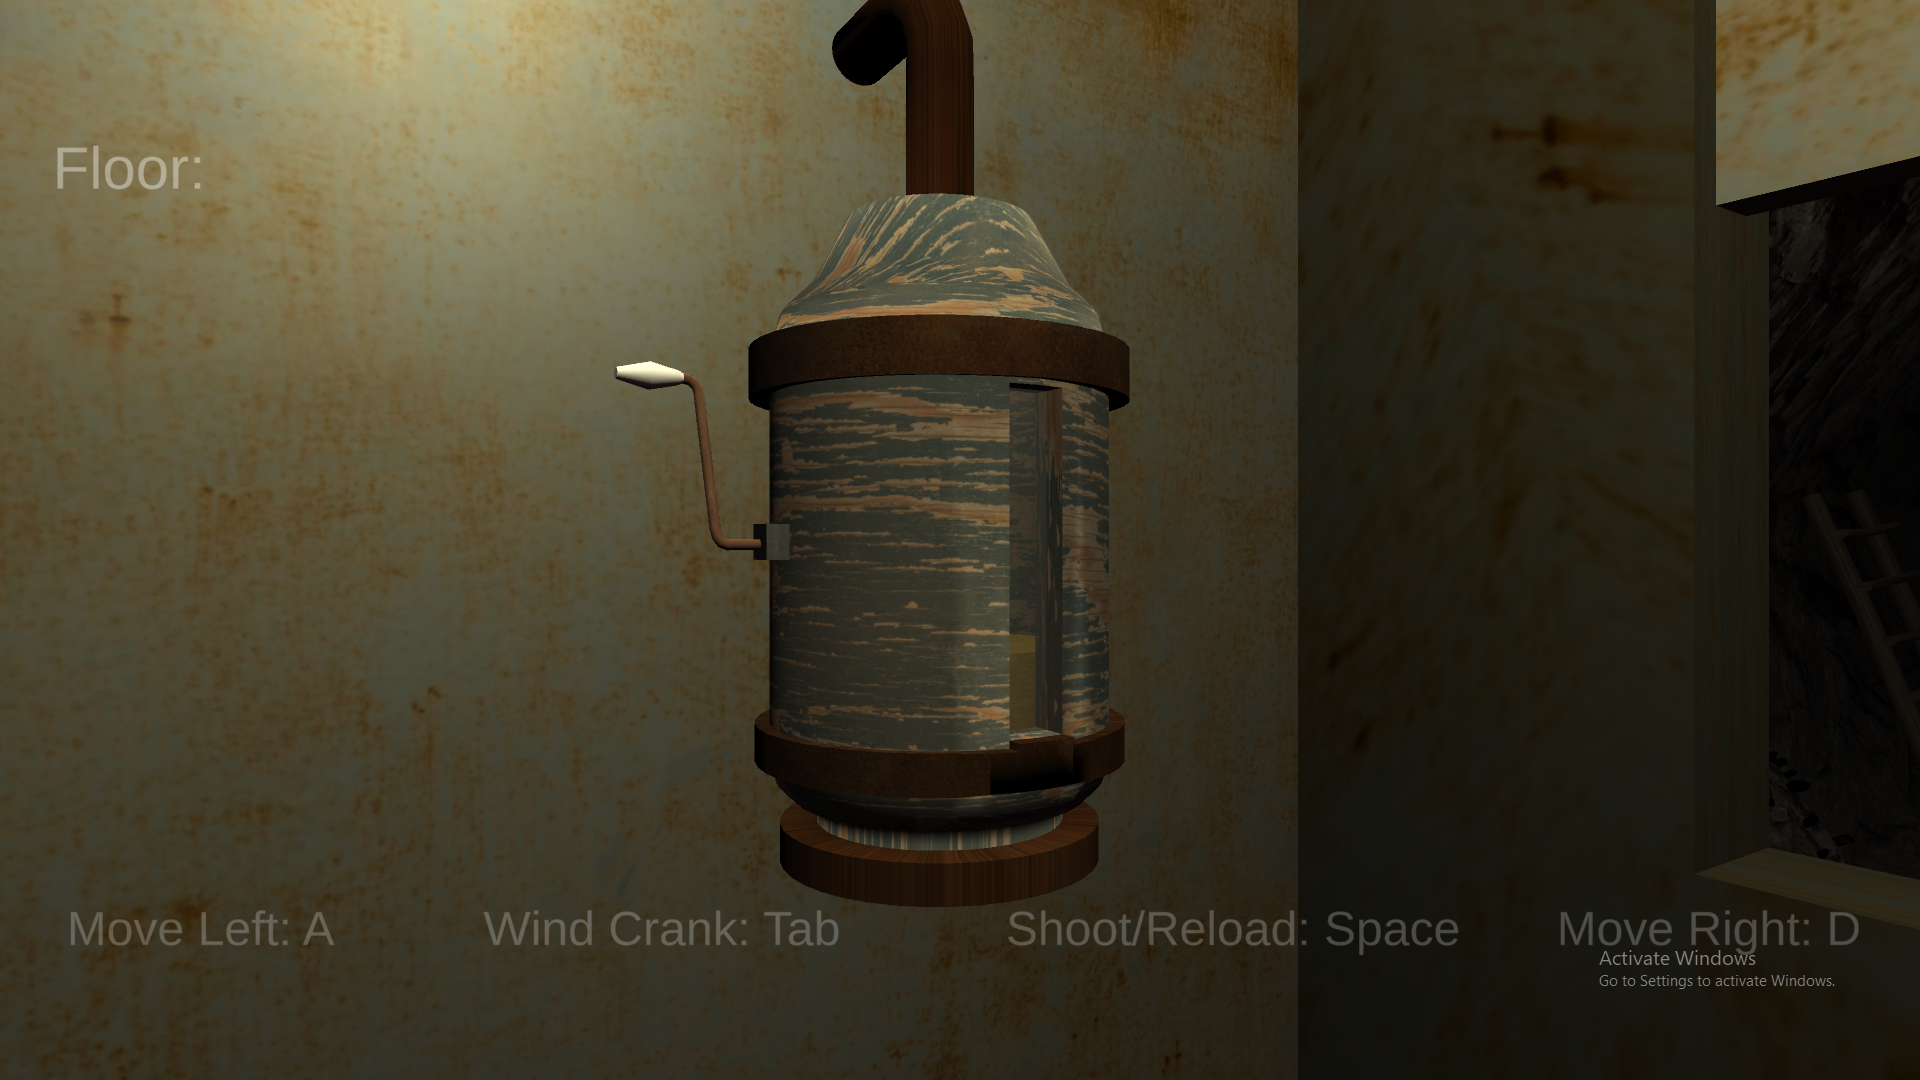 Floor:
Move Left: A
Wind Crank: Tab
Shoot/Reload: Space
Move Right: D
Activate Windows
Go to Settings to activate Windows.